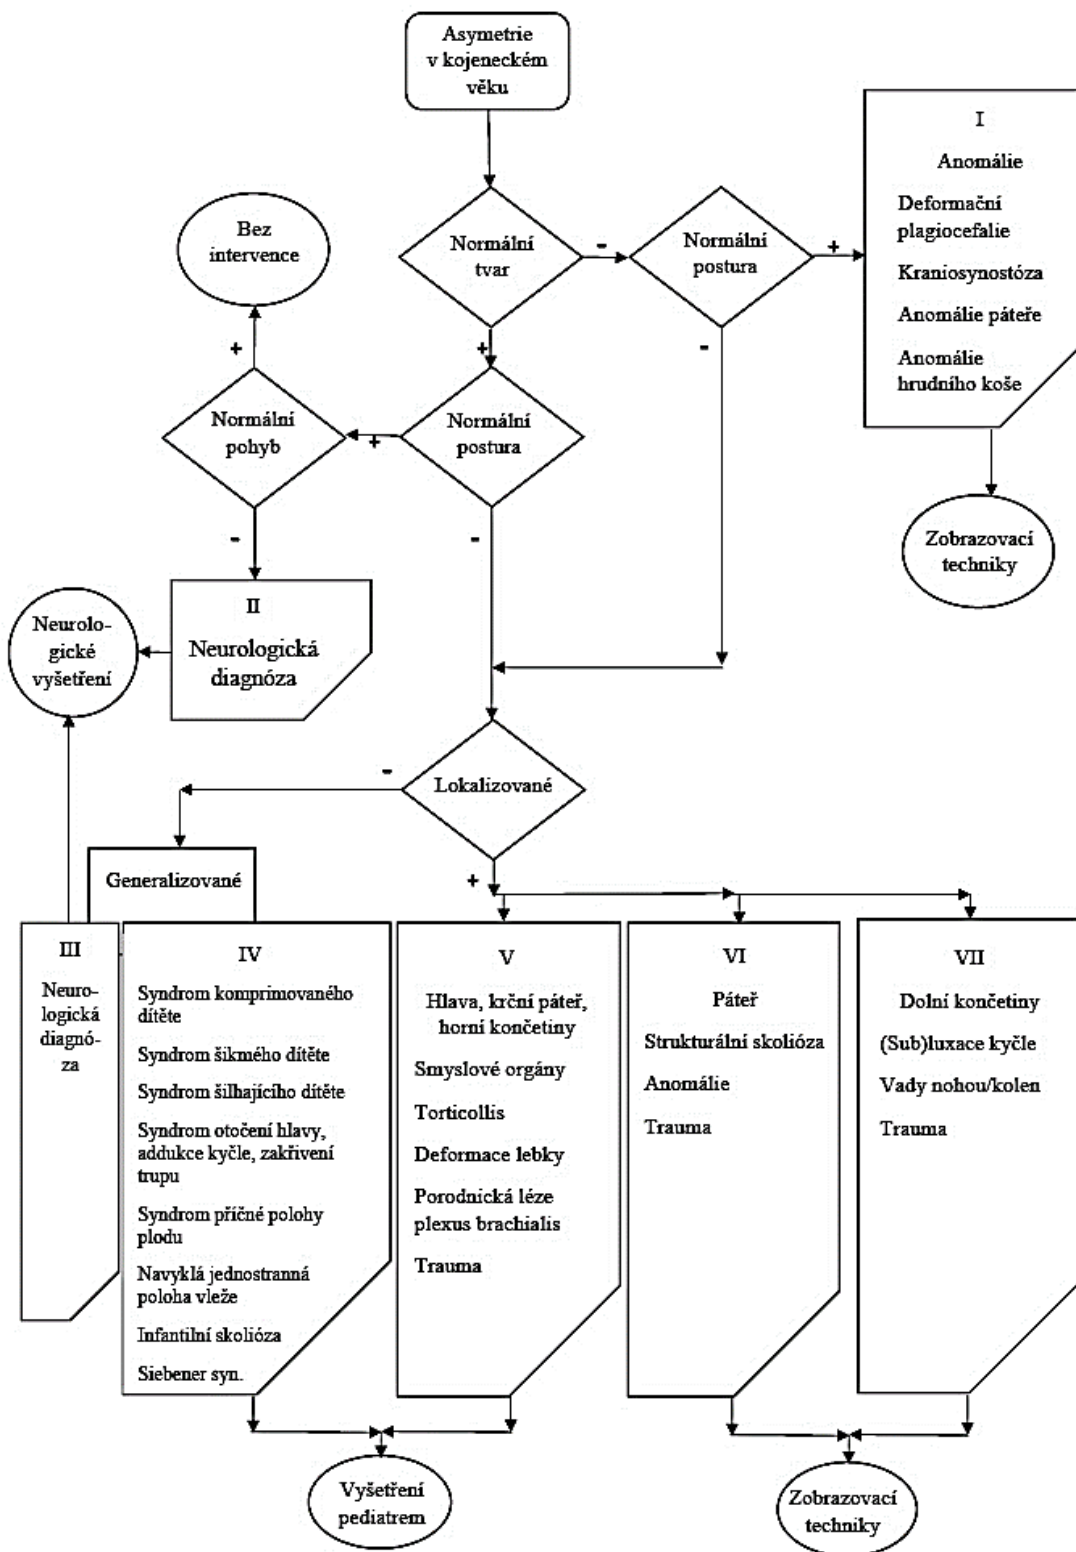 Asymetrie
v kojeneckém
věku
I
Anomálie
Deformační
plagiocefalie
Kraniosynostóza
Anomálie páteře
Anomálie
hrudního koše
Bez
intervence
Normální
tvar
-
Normální
postura
+
+
+
-
Normální
pohyb
+
Normální
postura
-
-
Zobrazovací
techniky
II
Neurologická
diagnóza
Neurolo-
gické
vyšetření
-
Lokalizované
+
Generalizované
III
Neuro-
logická
diagnó-
za
IV
Syndrom komprimovaného
dítěte
Syndrom šikmého dítěte
Syndrom šilhajícího dítěte
Syndrom otočení hlavy,
addukce kyčle, zakřivení
trupu
Syndrom příčné polohy
plodu
Navyklá jednostranná
poloha vleže
Infantilní skolióza
Siebener syn.
V
Hlava, krční páteř,
horní končetiny
Smyslové orgány
Torticollis
Deformace lebky
Porodnická léze
plexus brachialis
Trauma
VI
Páteř
Strukturální skolióza
Anomálie
Trauma
VII
Dolní končetiny
(Sub)luxace kyčle
Vady nohou/kolen
Trauma
Vyšetření
pediatrem
Zobrazovací
techniky